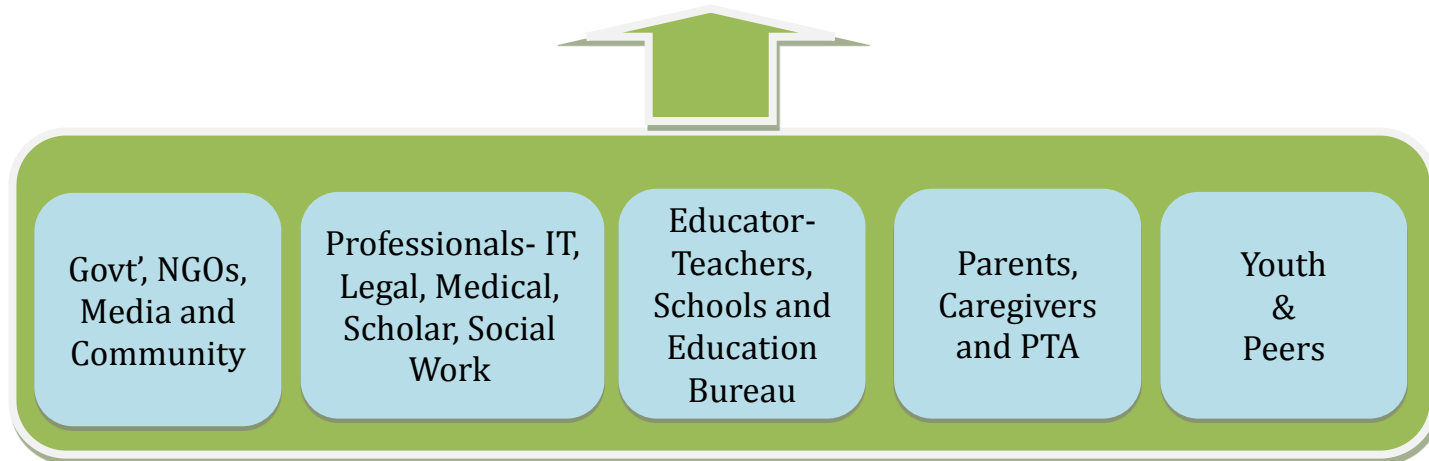 Govt’, NGOs,
Media and
Community
Professionals- IT,
Legal, Medical,
Scholar, Social
Work
Educator-
Teachers,
Schools and
Education
Bureau
Parents,
Caregivers
and PTA
Youth
&
Peers